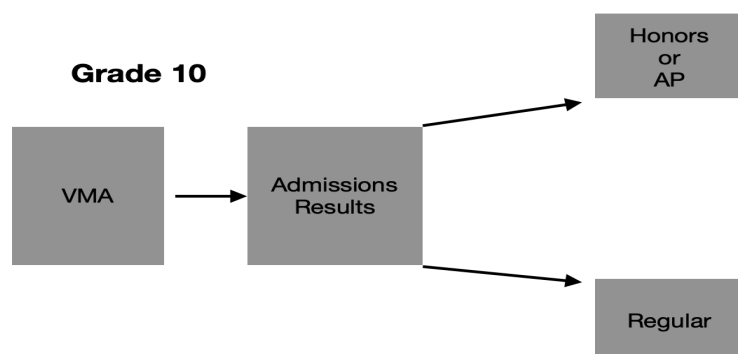 Grade 10
VMA
Admissions
Results
Honors
or
AP
Regular